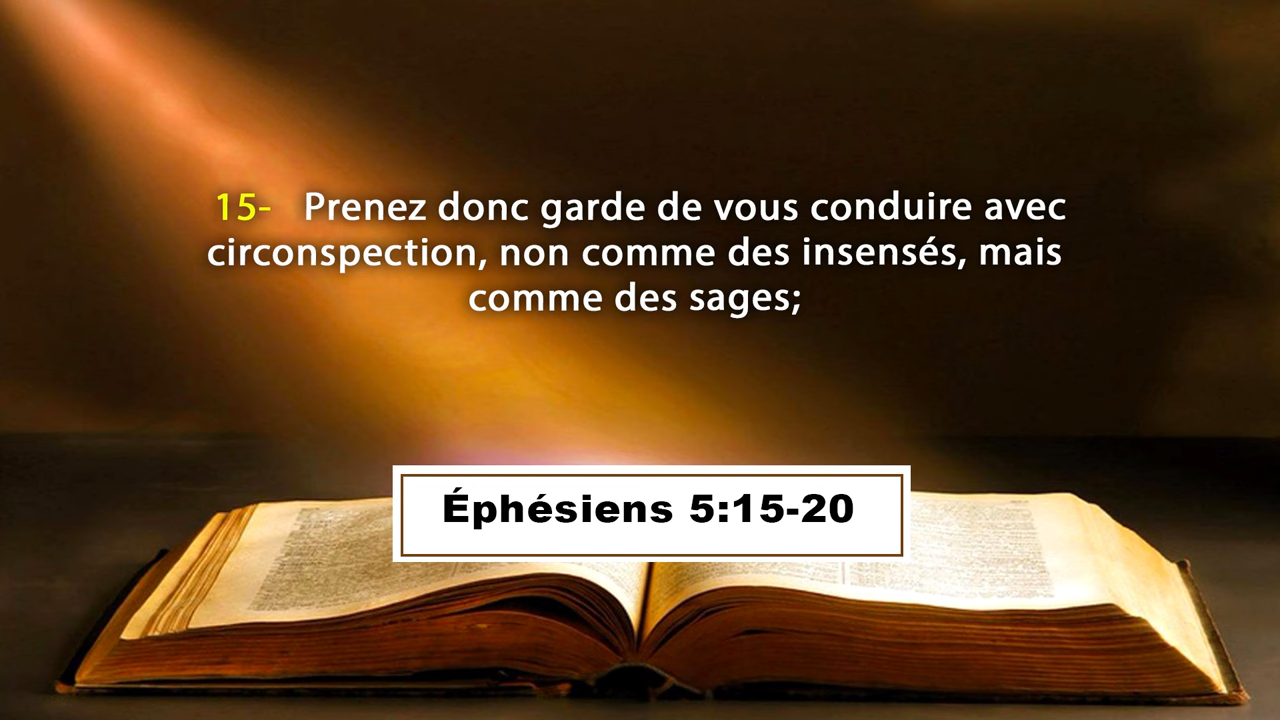 15- Prenez donc garde de vous conduire avec
circonspection, non comme des insensés, mais
comme des sages;
Éphésiens 5:15-20